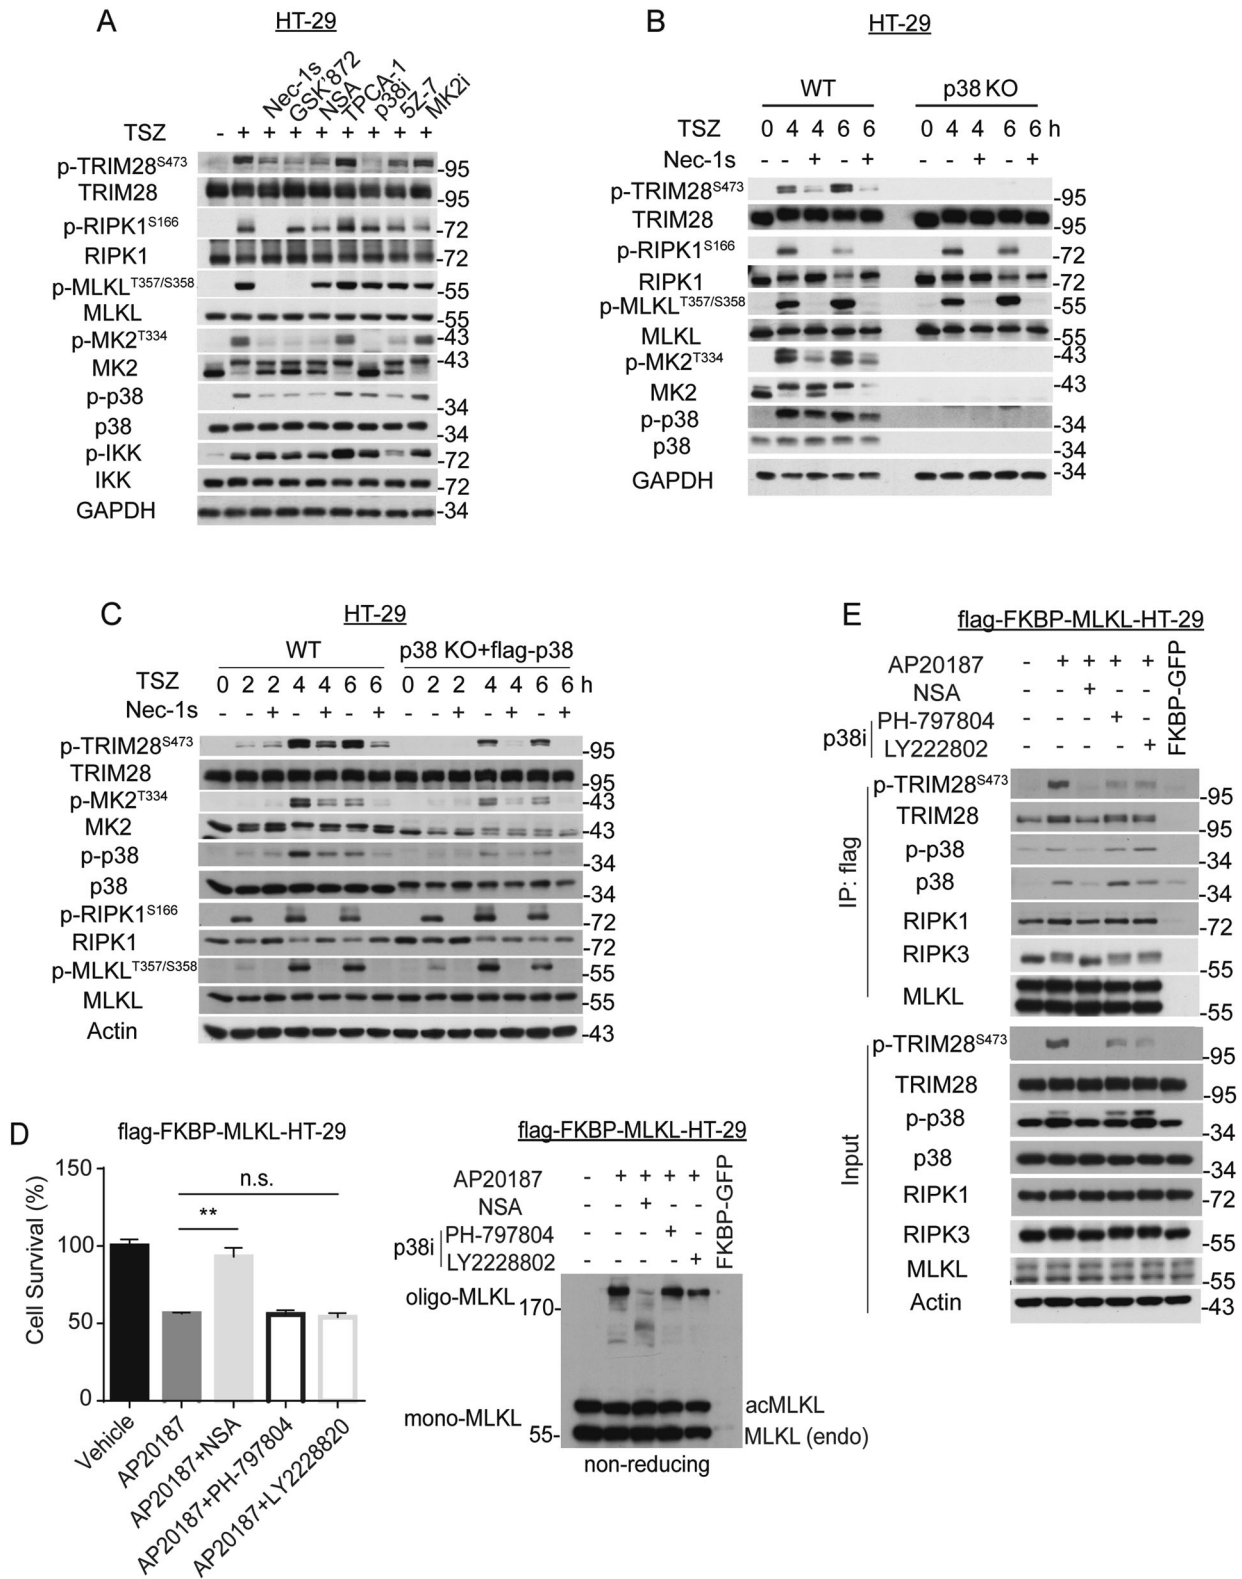 A
HT-29
Nec-1s
GSK'872
NSA
TPCA-1
p38i
5Z-7
MK2i
TSZ - + + + + + + + +
p-TRIM28S473 -95
TRIM28 -95
p-RIPK1S166 -72
RIPK1 -72
p-MLKLT357/S358 -55
MLKL -55
p-MK2T334 -43
MK2 -43
p-p38 -34
p38 -34
p-IKK -72
IKK -72
GAPDH -34
B
HT-29
WT p38 KO
TSZ 0 4 4 6 6 0 4 4 6 6 h
Nec-1s - - + - + - - + - +
p-TRIM28S473 -95
TRIM28 -95
p-RIPK1S166 -72
RIPK1 -72
p-MLKLT357/S358 -55
MLKL -55
p-MK2T334 -43
MK2 -43
p-p38 -34
p38 -34
GAPDH -34
C
HT-29
WT p38 KO+flag-p38
TSZ 0 2 2 4 4 6 6 0 2 2 4 4 6 6 h
Nec-1s - - + - + - + - - + - + - +
p-TRIM28S473 -95
TRIM28 -95
p-MK2T334 -43
MK2 -43
p-p38 -34
p38 -34
p-RIPK1S166 -72
RIPK1 -72
p-MLKLT357/S358 -55
MLKL -55
Actin -43
D
flag-FKBP-MLKL-HT-29
Cell Survival (%)
150
100
50
0
n.s.
**
Vehicle
AP20187
AP20187+NSA
AP20187+PH-797804
AP20187+LY2228820
flag-FKBP-MLKL-HT-29
AP20187 - + + + +
NSA - - + - -
p38i PH-797804 - - - + -
LY2228802 - - - - +
FKBP-GFP
oligo-MLKL
170-
mono-MLKL
55-
acMLKL
MLKL (endo)
non-reducing
E
flag-FKBP-MLKL-HT-29
AP20187 - + + + +
NSA - - + - -
p38i PH-797804 - - - + -
LY222802 - - - - +
FKBP-GFP
IP: flag
p-TRIM28S473 -95
TRIM28 -95
p-p38 -34
p38 -34
RIPK1 -72
RIPK3 -55
MLKL -55
Input
p-TRIM28S473 -95
TRIM28 -95
p-p38 -34
p38 -34
RIPK1 -72
RIPK3 -55
MLKL -55
Actin -43